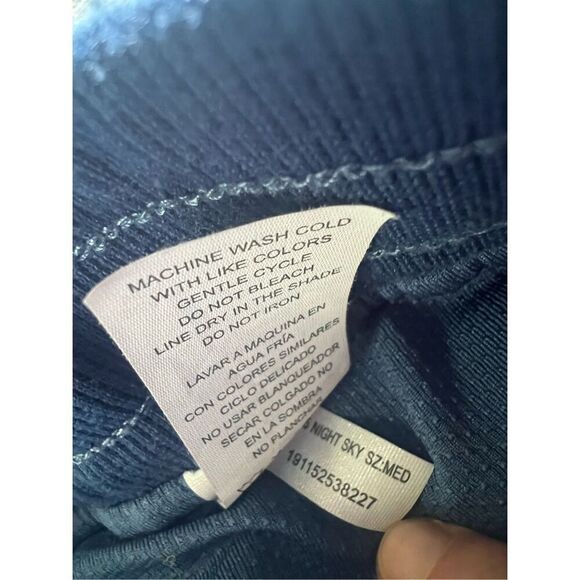 MACHINE WASH COLD
WITH LIKE COLORS
GENTLE CYCLE
DO NOT BLEACH
LINE DRY IN THE SHADE
DO NOT IRON
LAVAR A MAQUINA EN
AGUA FRÍA
CON COLORES SIMILARES
CICLO DELICADO
NO USAR BLANQUEADOR
SECAR COLGADO NO
EN LA SOMBRA
NO PLANCHAR
NIGHT SKY SZ:MED
191152538227